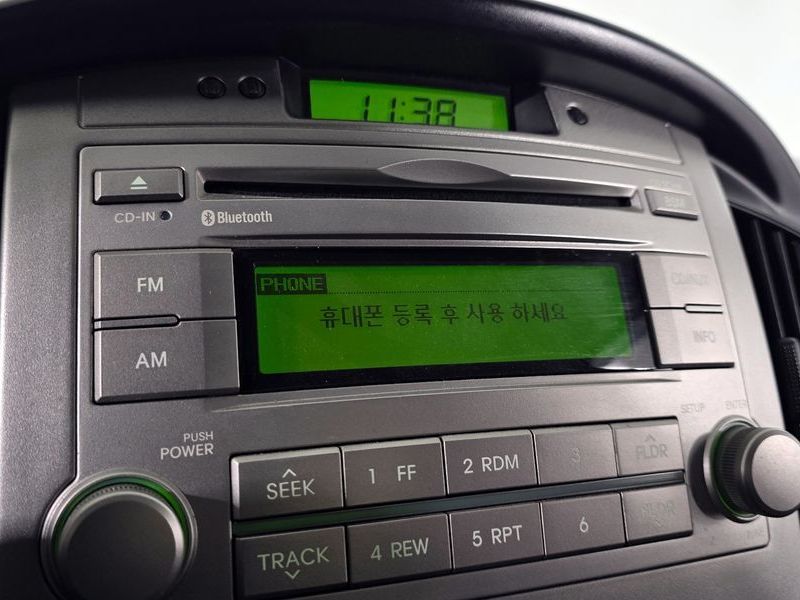 11:38
CD-IN
Bluetooth
FM
PHONE
휴대폰 등록 후 사용 하세요
INFO
AM
SETUP
ENTER
PUSH
POWER
SEEK
1 FF
2 RDM
3
FLDR
TRACK
4 REW
5 RPT
6